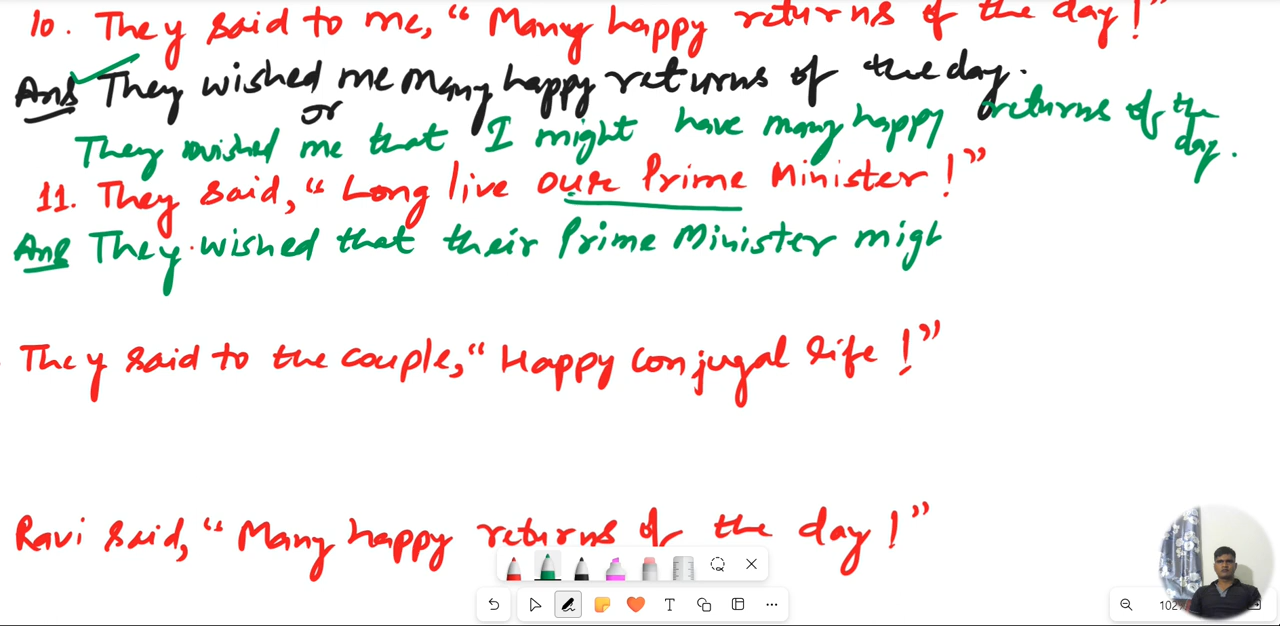 10. They said to me, “Many happy returns of the day!”
Ans They wished me many happy returns of the day.
or
They wished me that I might have many happy returns of the day.
11. They said, “Long live our Prime Minister!”
Ans They wished that their Prime Minister migh
They said to the couple, “Happy conjugal life!”
Ravi said, “Many happy returns of the day!”
T